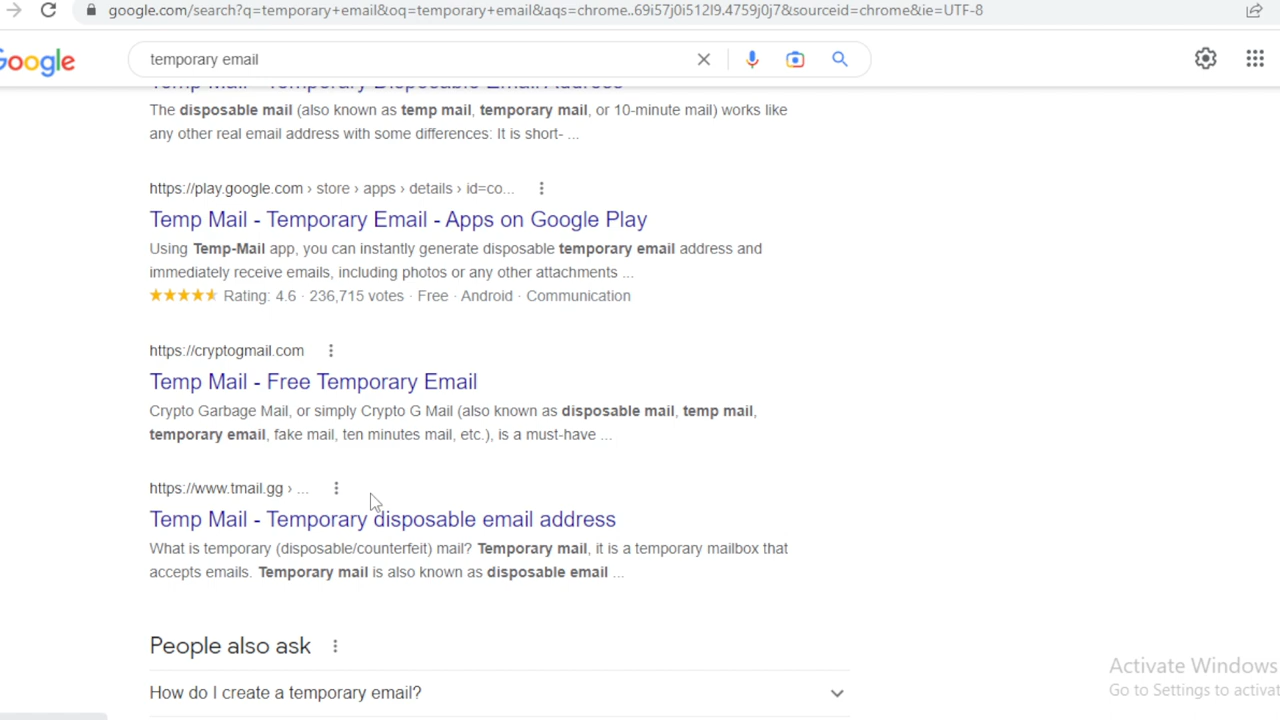 google.com/search?q=temporary+email&oq=temporary+email&aqs=chrome..69i57j0i512l9.4759j0j7&sourceid=chrome&ie=UTF-8
Google
temporary email
Temp Mail - Temporary Disposable Email Address
The disposable mail (also known as temp mail, temporary mail, or 10-minute mail) works like
any other real email address with some differences: It is short- ...
https://play.google.com › store › apps › details › id=co...
Temp Mail - Temporary Email - Apps on Google Play
Using Temp-Mail app, you can instantly generate disposable temporary email address and
immediately receive emails, including photos or any other attachments ...
Rating: 4.6 · 236,715 votes · Free · Android · Communication
https://cryptogmail.com
Temp Mail - Free Temporary Email
Crypto Garbage Mail, or simply Crypto G Mail (also known as disposable mail, temp mail,
temporary email, fake mail, ten minutes mail, etc.), is a must-have ...
https://www.tmail.gg › ...
Temp Mail - Temporary disposable email address
What is temporary (disposable/counterfeit) mail? Temporary mail, it is a temporary mailbox that
accepts emails. Temporary mail is also known as disposable email ...
People also ask
How do I create a temporary email?
Activate Windows
Go to Settings to activat